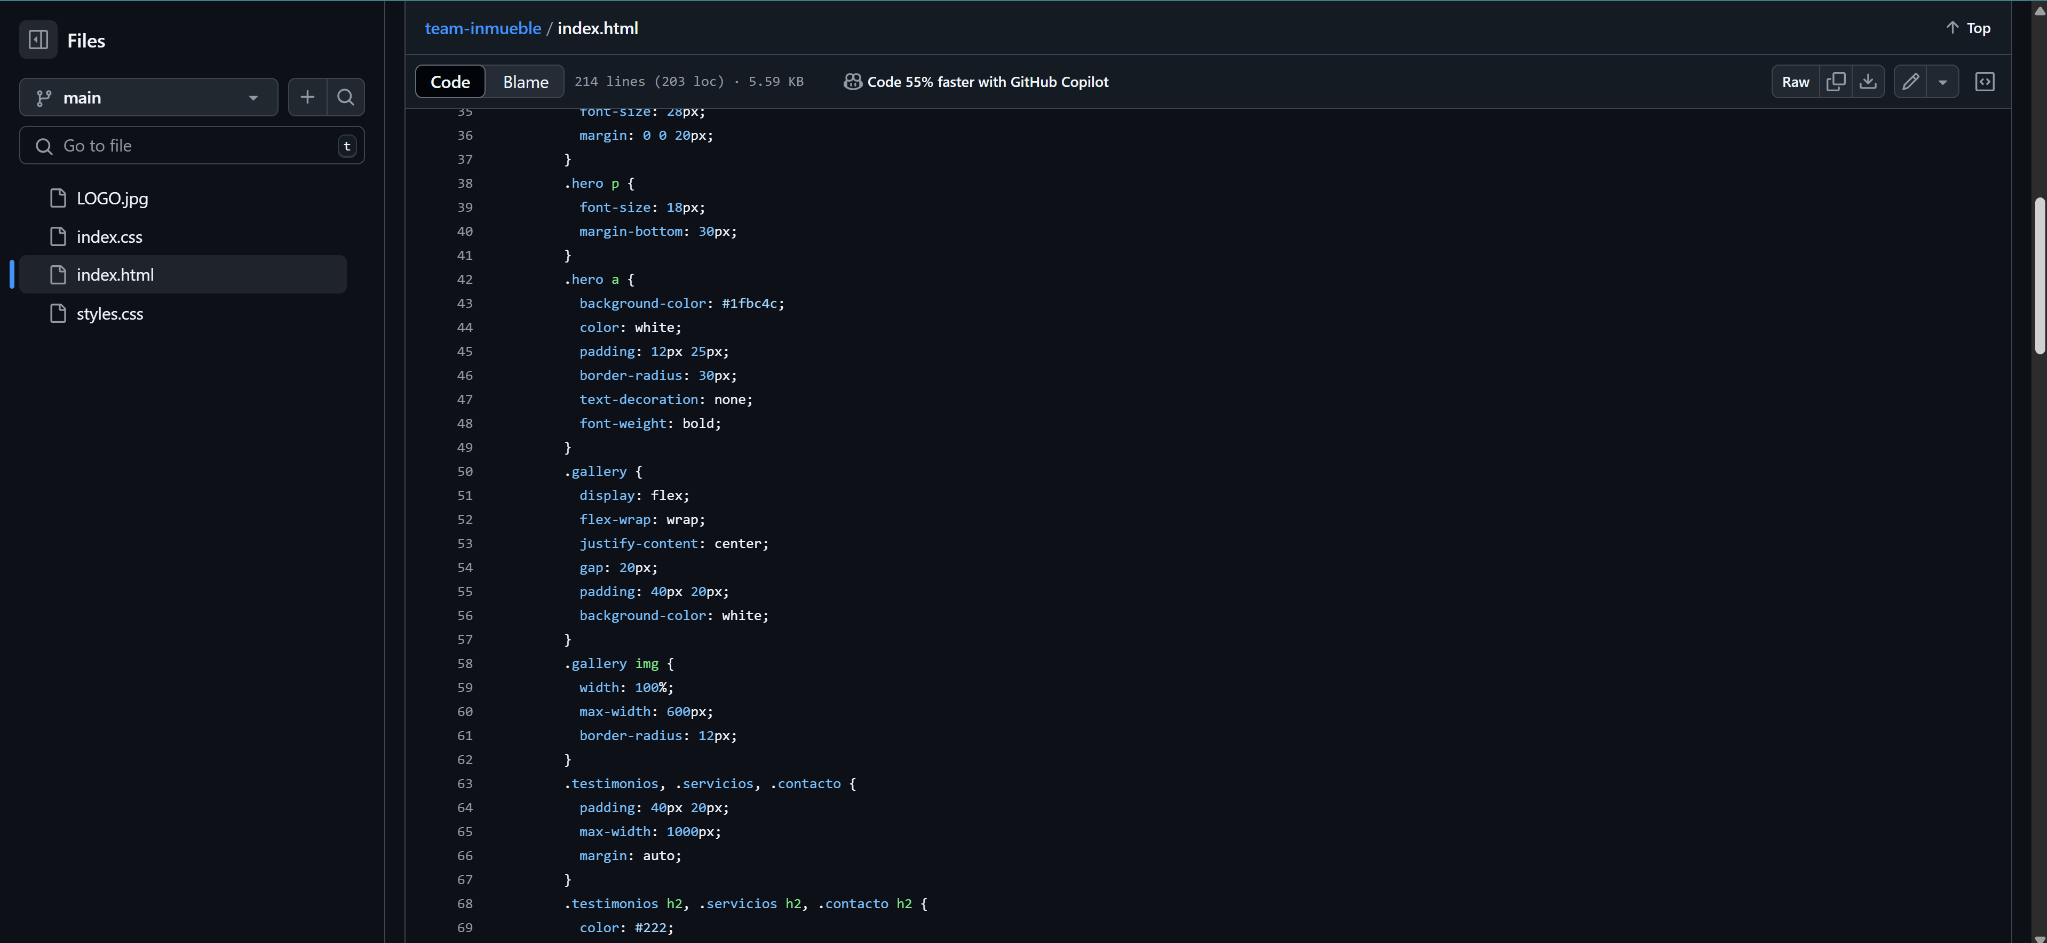 Files
main
Go to file
t
LOGO.jpg
index.css
index.html
styles.css
team-inmueble / index.html
Top
Code
Blame
214 lines (203 loc) · 5.59 KB
Code 55% faster with GitHub Copilot
Raw
35 font-size: 28px;
36 margin: 0 0 20px;
37 }
38 .hero p {
39 font-size: 18px;
40 margin-bottom: 30px;
41 }
42 .hero a {
43 background-color: #1fbc4c;
44 color: white;
45 padding: 12px 25px;
46 border-radius: 30px;
47 text-decoration: none;
48 font-weight: bold;
49 }
50 .gallery {
51 display: flex;
52 flex-wrap: wrap;
53 justify-content: center;
54 gap: 20px;
55 padding: 40px 20px;
56 background-color: white;
57 }
58 .gallery img {
59 width: 100%;
60 max-width: 600px;
61 border-radius: 12px;
62 }
63 .testimonios, .servicios, .contacto {
64 padding: 40px 20px;
65 max-width: 1000px;
66 margin: auto;
67 }
68 .testimonios h2, .servicios h2, .contacto h2 {
69 color: #222;